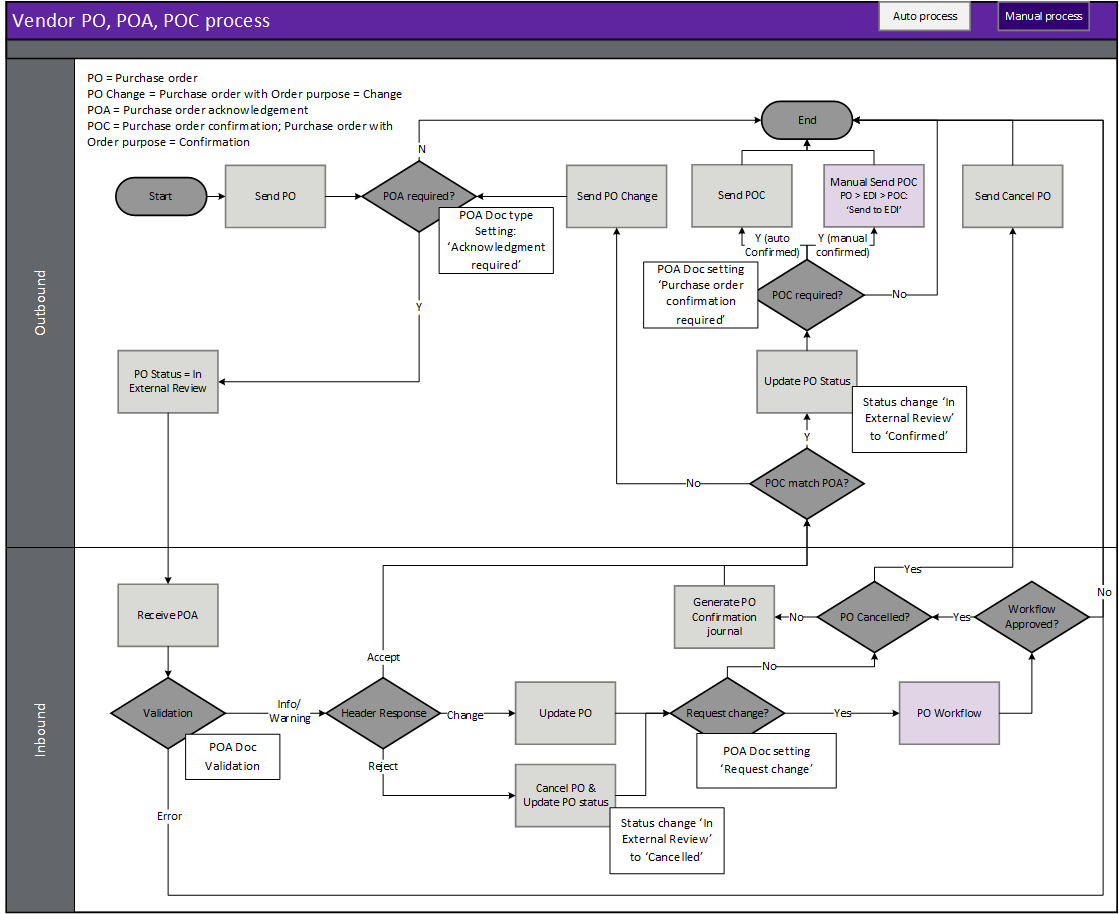 Vendor PO, POA, POC process
Auto process
Manual process
PO = Purchase order
PO Change = Purchase order with Order purpose = Change
POA = Purchase order acknowledgement
POC = Purchase order confirmation; Purchase order with
Order purpose = Confirmation
Outbound
Start
Send PO
POA required?
N
Y
POA Doc type
Setting:
‘Acknowledgment
required’
Send PO Change
End
Send POC
Manual Send POC
PO > EDI > POC:
‘Send to EDI’
Send Cancel PO
Y (auto
Confirmed)
Y (manual
confirmed)
POA Doc setting
‘Purchase order
confirmation
required’
POC required?
No
PO Status = In
External Review
Update PO Status
Status change ‘In
External Review’
to ‘Confirmed’
Y
POC match POA?
No
Inbound
Receive POA
Validation
POA Doc
Validation
Info/
Warning
Error
Accept
Header Response
Change
Reject
Update PO
Cancel PO &
Update PO status
Status change ‘In
External Review’
to ‘Cancelled’
Request change?
POA Doc setting
‘Request change’
No
Yes
PO Workflow
Workflow
Approved?
No
Yes
PO Cancelled?
Yes
No
Generate PO
Confirmation
journal